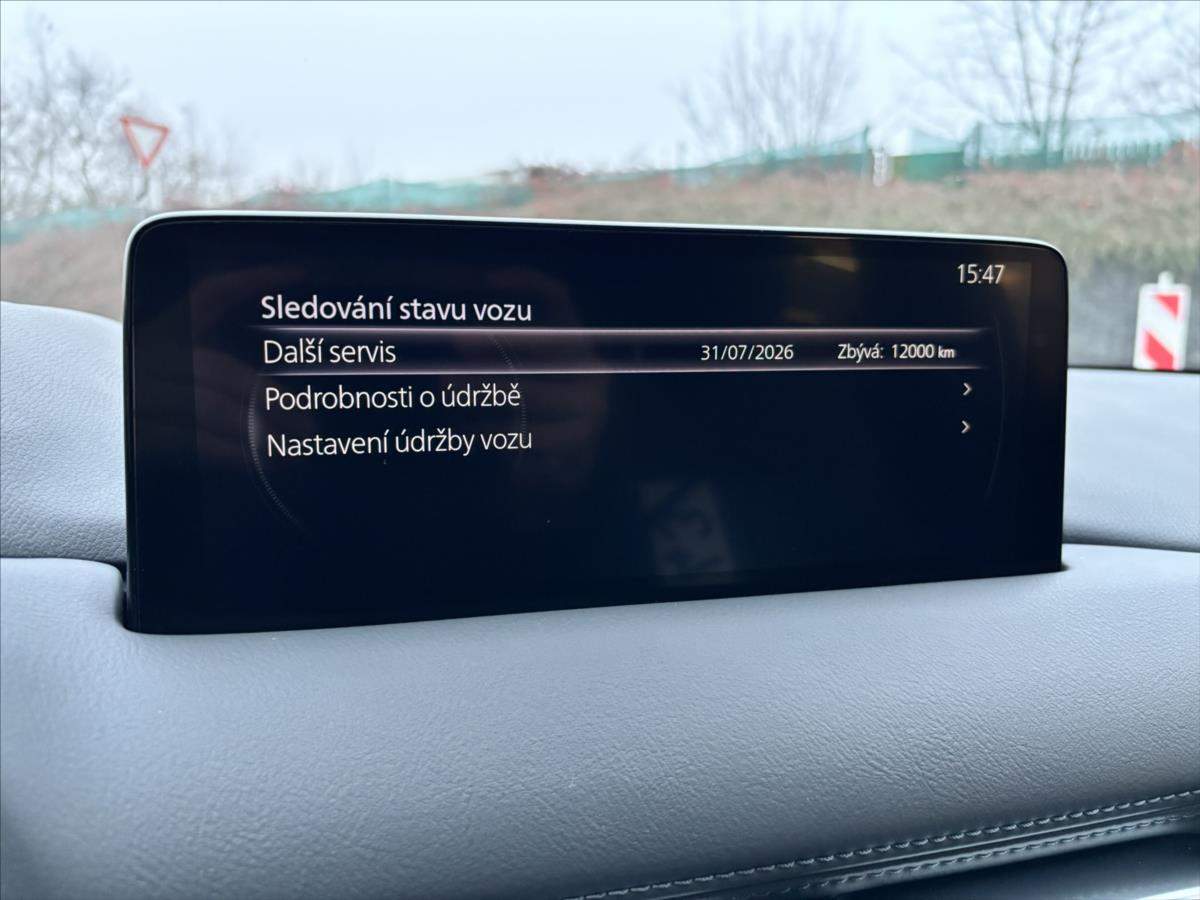 15:47
Sledování stavu vozu
Další servis 31/07/2026 Zbývá: 12000 km
Podrobnosti o údržbě
Nastavení údržby vozu